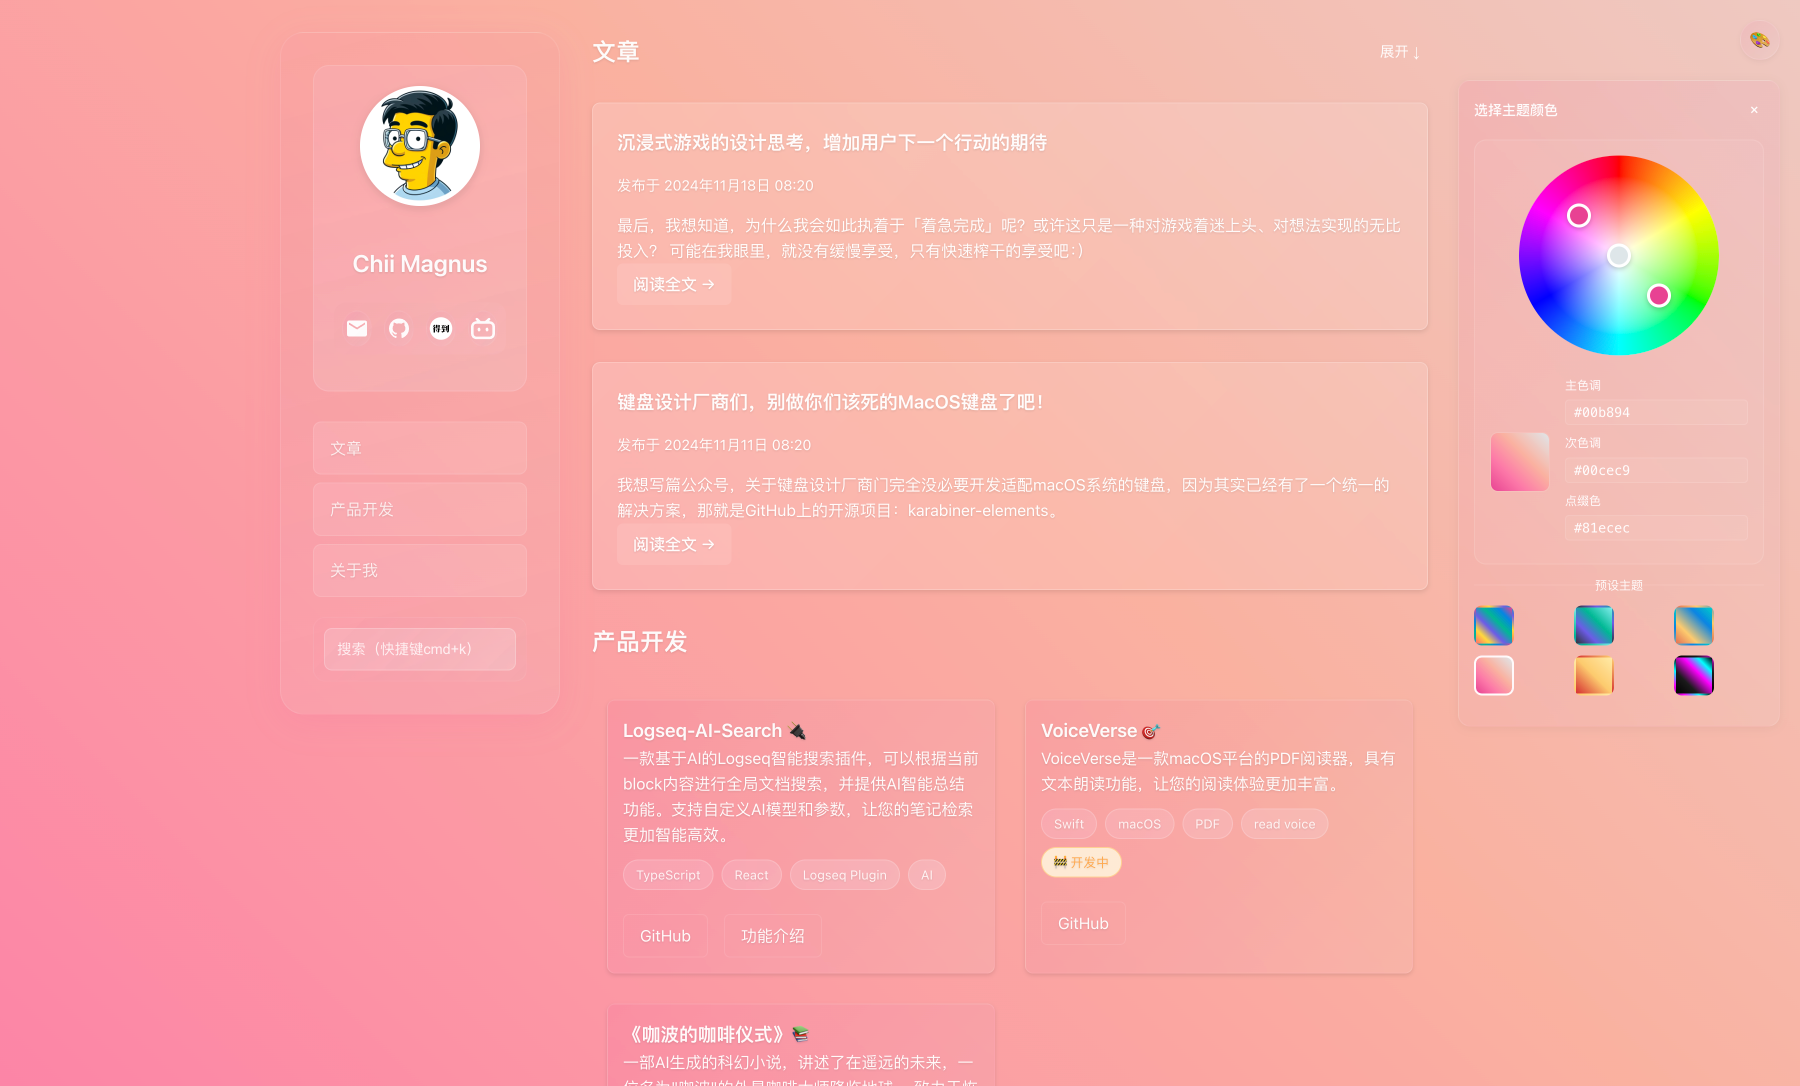 Chii Magnus
得到
文章
产品开发
关于我
搜索（快捷键cmd+k）
文章
展开 ↓
沉浸式游戏的设计思考，增加用户下一个行动的期待
发布于 2024年11月18日 08:20
最后，我想知道，为什么我会如此执着于「着急完成」呢？或许这只是一种对游戏着迷上头、对想法实现的无比
投入？ 可能在我眼里，就没有缓慢享受，只有快速榨干的享受吧：）
阅读全文 →
键盘设计厂商们，别做你们该死的MacOS键盘了吧！
发布于 2024年11月11日 08:20
我想写篇公众号，关于键盘设计厂商门完全没必要开发适配macOS系统的键盘，因为其实已经有了一个统一的
解决方案，那就是GitHub上的开源项目：karabiner-elements。
阅读全文 →
产品开发
Logseq-AI-Search 🔌
一款基于AI的Logseq智能搜索插件，可以根据当前
block内容进行全局文档搜索，并提供AI智能总结
功能。支持自定义AI模型和参数，让您的笔记检索
更加智能高效。
TypeScript React Logseq Plugin AI
GitHub 功能介绍
VoiceVerse 🎯
VoiceVerse是一款macOS平台的PDF阅读器，具有
文本朗读功能，让您的阅读体验更加丰富。
Swift macOS PDF read voice
🚧 开发中
GitHub
《咖波的咖啡仪式》📚
一部AI生成的科幻小说，讲述了在遥远的未来，一
选择主题颜色 ×
主色调
#00b894
次色调
#00cec9
点缀色
#81ecec
预设主题